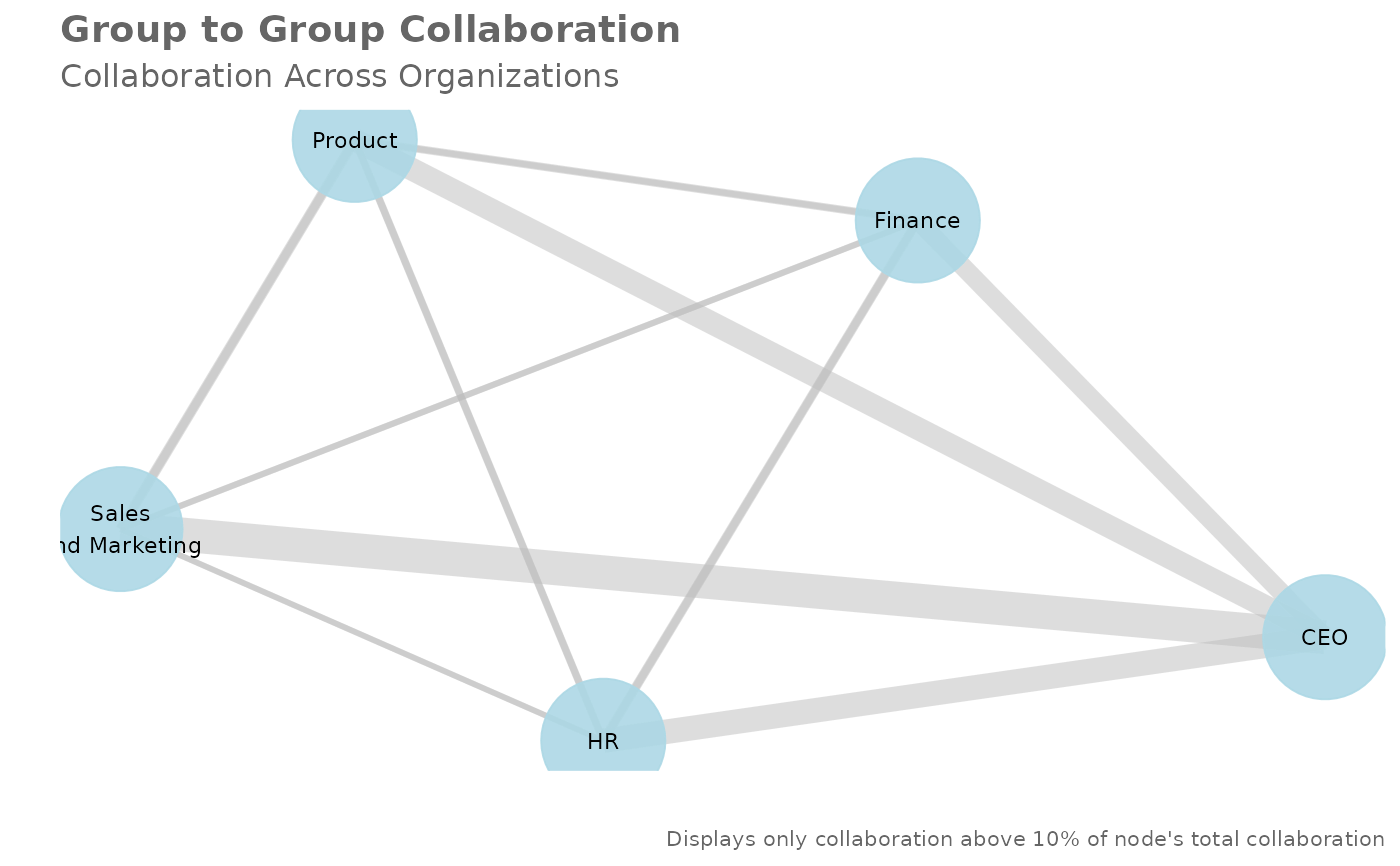 Group to Group Collaboration
Collaboration Across Organizations
Product
Finance
Sales
nd Marketing
CEO
HR
Displays only collaboration above 10% of node's total collaboration